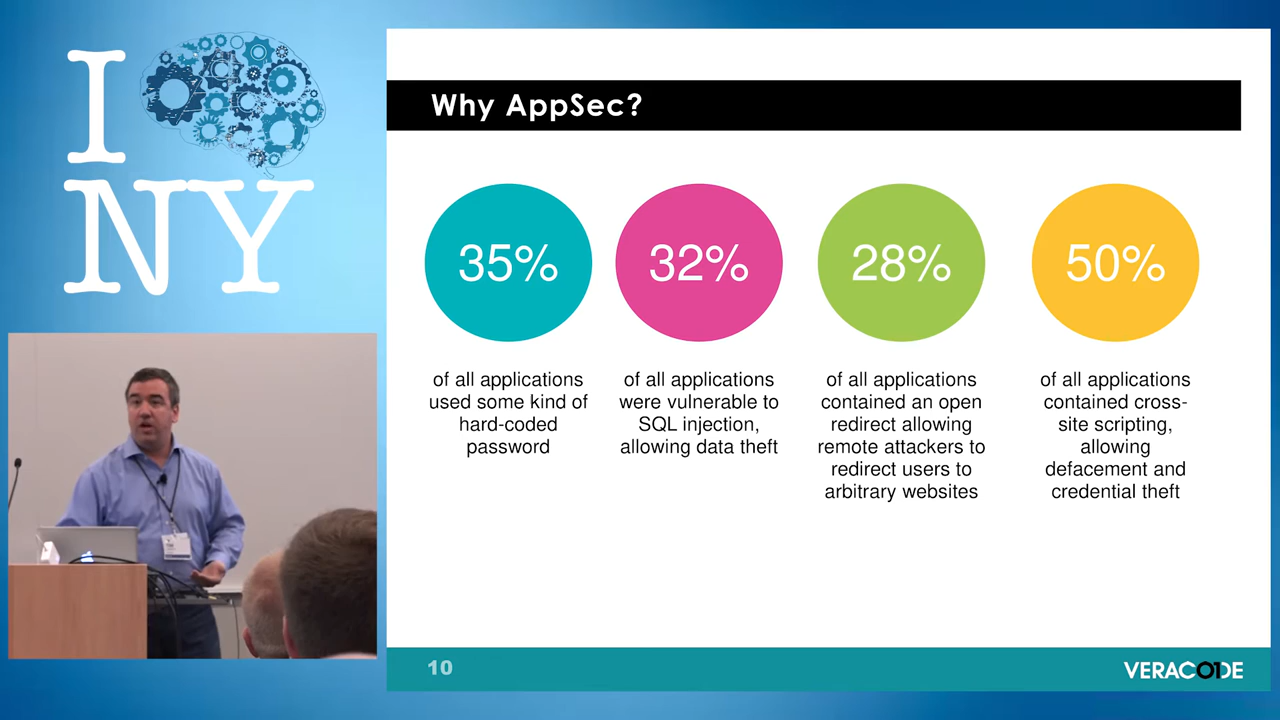 I
NY
Why AppSec?
35%
of all applications
used some kind of
hard-coded
password
32%
of all applications
were vulnerable to
SQL injection,
allowing data theft
28%
of all applications
contained an open
redirect allowing
remote attackers to
redirect users to
arbitrary websites
50%
of all applications
contained cross-
site scripting,
allowing
defacement and
credential theft
10
VERACODE